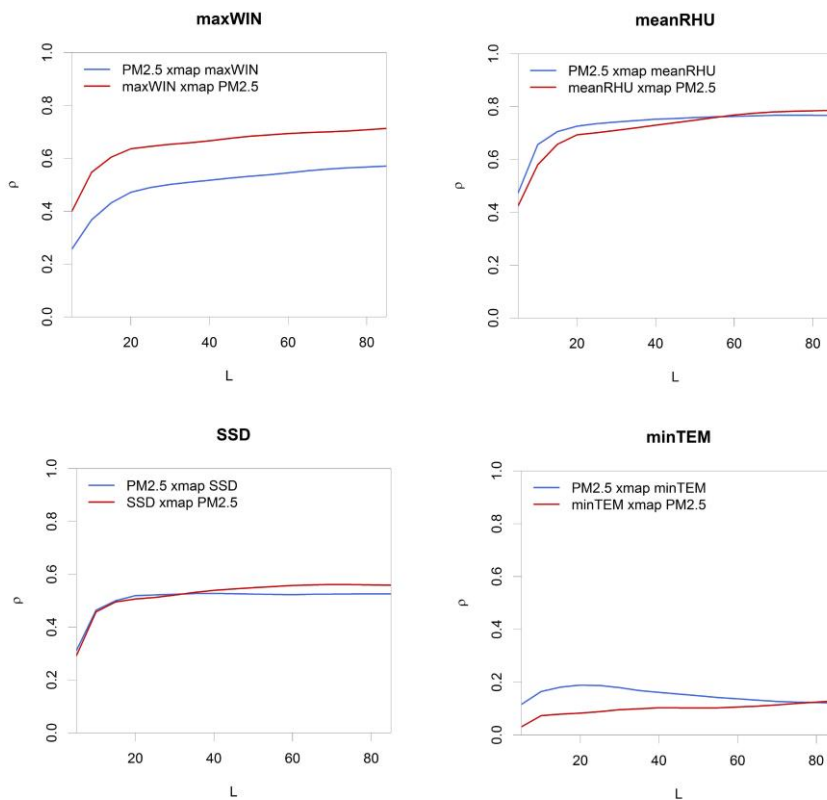 maxWIN
PM2.5 xmap maxWIN
maxWIN xmap PM2.5
ρ
0.0 0.2 0.4 0.6 0.8 1.0
20 40 60 80
L
meanRHU
PM2.5 xmap meanRHU
meanRHU xmap PM2.5
ρ
0.0 0.2 0.4 0.6 0.8 1.0
20 40 60 80
L
SSD
PM2.5 xmap SSD
SSD xmap PM2.5
ρ
0.0 0.2 0.4 0.6 0.8 1.0
20 40 60 80
L
minTEM
PM2.5 xmap minTEM
minTEM xmap PM2.5
ρ
0.0 0.2 0.4 0.6 0.8 1.0
20 40 60 80
L